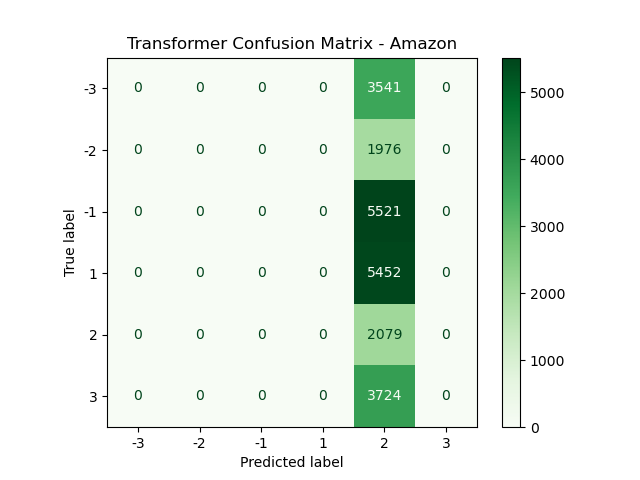 Transformer Confusion Matrix - Amazon
True label
-3 0 0 0 0 3541 0
-2 0 0 0 0 1976 0
-1 0 0 0 0 5521 0
1 0 0 0 0 5452 0
2 0 0 0 0 2079 0
3 0 0 0 0 3724 0
-3 -2 -1 1 2 3
Predicted label
5000
4000
3000
2000
1000
0